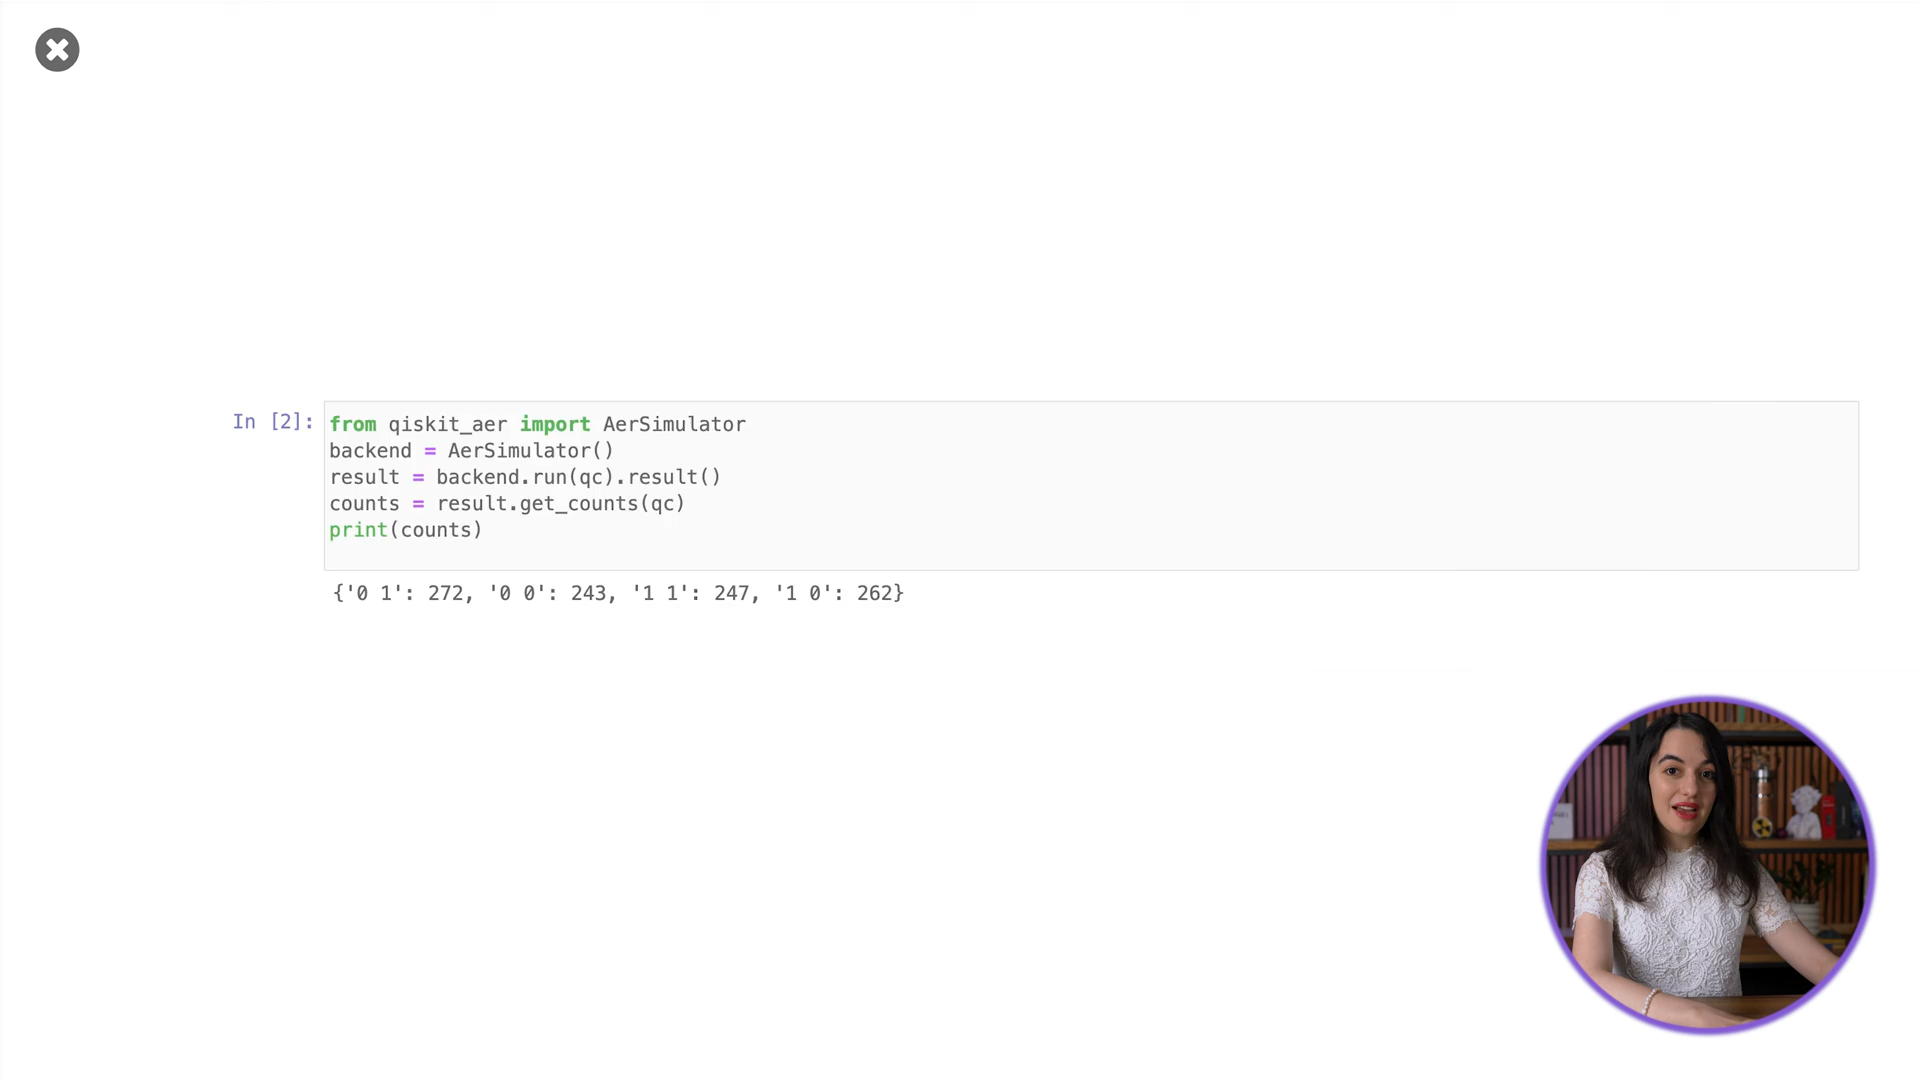 In [2]:
from qiskit_aer import AerSimulator
backend = AerSimulator()
result = backend.run(qc).result()
counts = result.get_counts(qc)
print(counts)
{'0 1': 272, '0 0': 243, '1 1': 247, '1 0': 262}